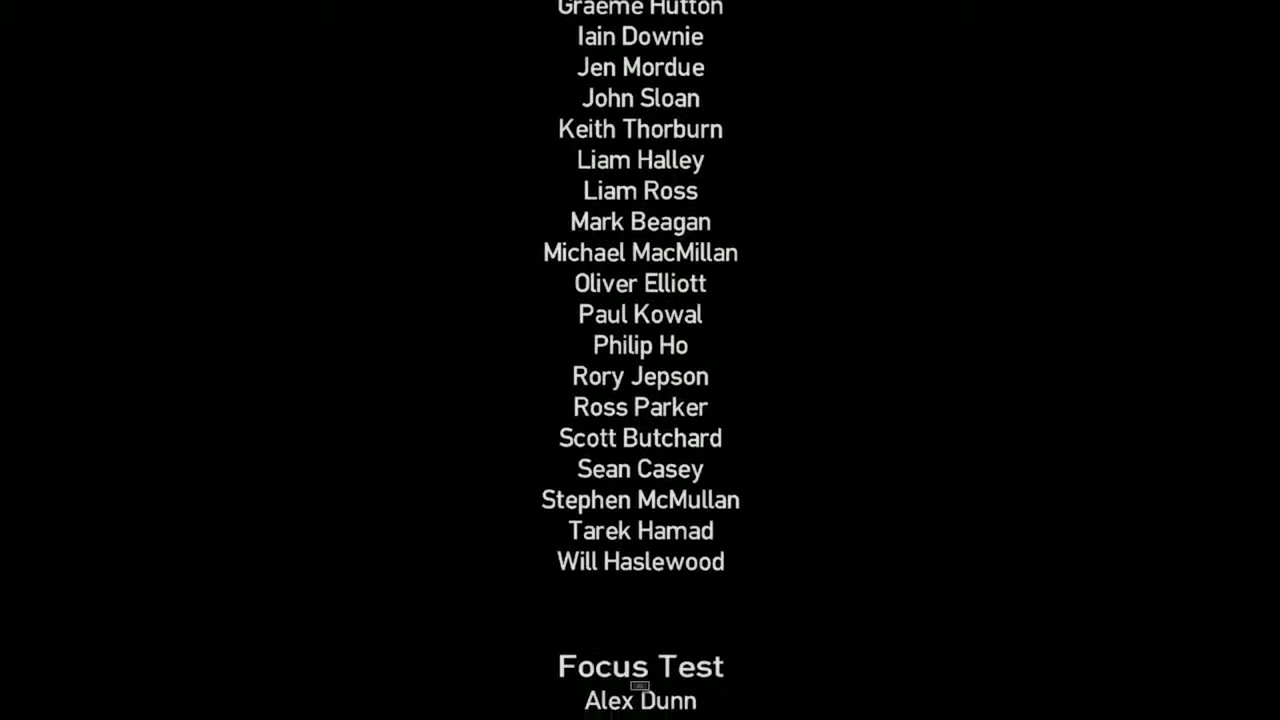 Graeme Hutton
Iain Downie
Jen Mordue
John Sloan
Keith Thorburn
Liam Halley
Liam Ross
Mark Beagan
Michael MacMillan
Oliver Elliott
Paul Kowal
Philip Ho
Rory Jepson
Ross Parker
Scott Butchard
Sean Casey
Stephen McMullan
Tarek Hamad
Will Haslewood
Focus Test
Alex Dunn